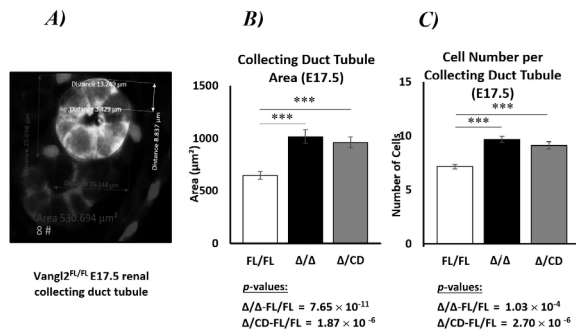 A)
B)
C)
Distance 13.240 µm
Distance 3.429 µm
Distance 8.837 µm
Area 530.694 µm²
8 #
Vangl2FL/FL E17.5 renal
collecting duct tubule
Collecting Duct Tubule
Area (E17.5)
Area (µm²)
1500
1000
500
0
***
***
FL/FL Δ/Δ Δ/CD
p-values:
Δ/Δ-FL/FL = 7.65 × 10⁻¹¹
Δ/CD-FL/FL = 1.87 × 10⁻⁶
Cell Number per
Collecting Duct Tubule
(E17.5)
Number of Cells
15
10
5
0
***
***
FL/FL Δ/Δ Δ/CD
p-values:
Δ/Δ-FL/FL = 1.03 × 10⁻⁴
Δ/CD-FL/FL = 2.70 × 10⁻⁶